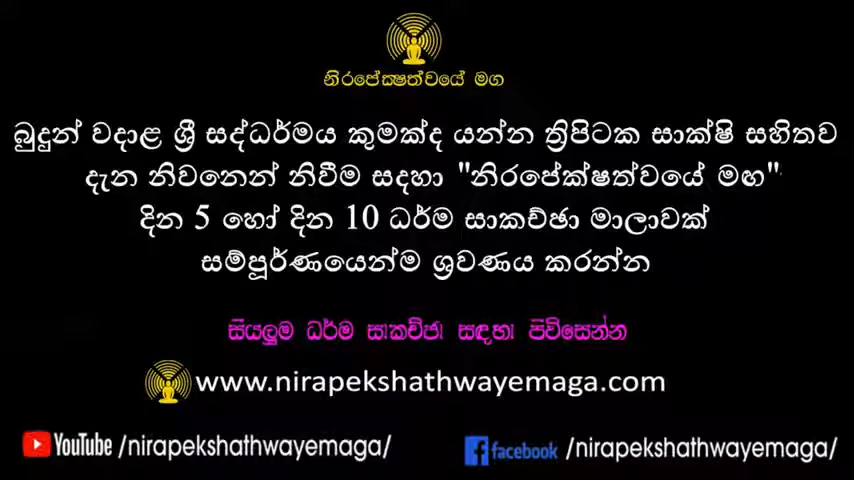 නිරපේක්‍ෂත්වයේ මග
බුදුන් වදාළ ශ්‍රී සද්ධර්මය කුමක්ද යන්න ත්‍රිපිටක සාක්ෂි සහිතව
දැන නිවනෙන් නිවීම සදහා "නිරපේක්ෂත්වයේ මඟ"
දින 5 හෝ දින 10 ධර්ම සාකච්ඡා මාලාවක්
සම්පූර්ණයෙන්ම ශ්‍රවණය කරන්න
සියලුම ධර්ම සාකච්ඡා සඳහා පිවිසෙන්න
www.nirapekshathwayemaga.com
YouTube /nirapekshathwayemaga/
facebook /nirapekshathwayemaga/